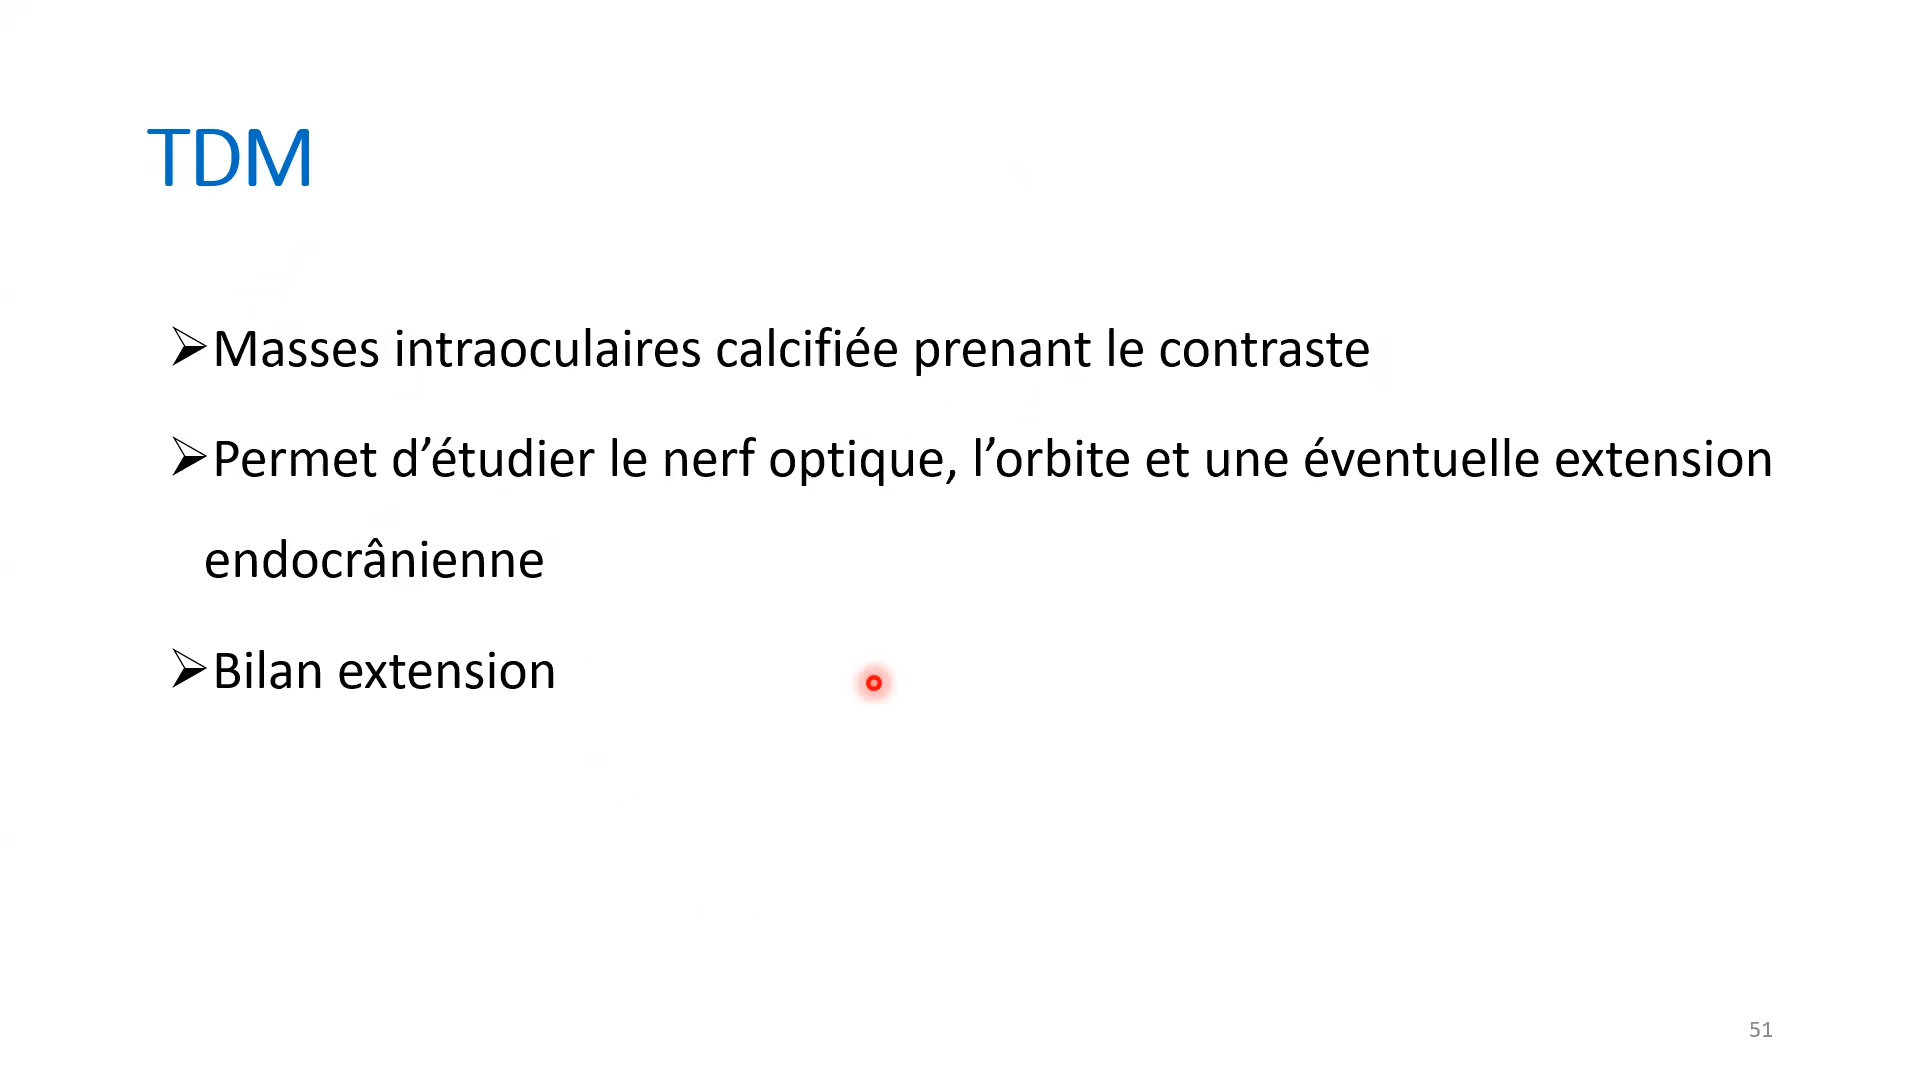 TDM
➢Masses intraoculaires calcifiée prenant le contraste
➢Permet d’étudier le nerf optique, l’orbite et une éventuelle extension
endocrânienne
➢Bilan extension
51